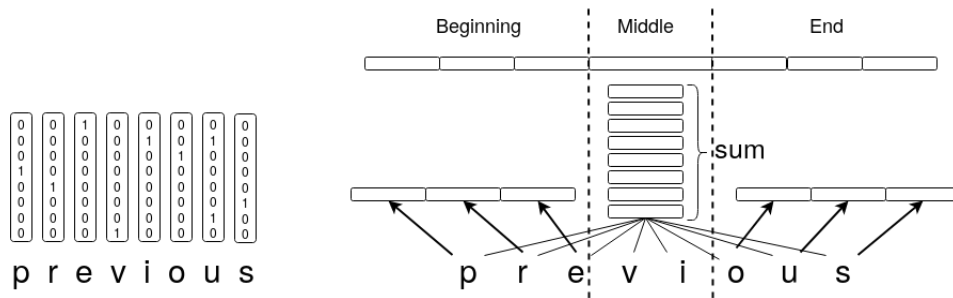 Beginning Middle End
0 0 1 0 0 0 0 0
0 0 0 0 1 0 1 0
0 0 0 0 0 1 0 0
1 0 0 0 0 0 0 0
0 1 0 0 0 0 0 0
0 0 0 0 0 0 0 1
0 0 0 0 0 0 1 0
0 0 0 1 0 0 0 0
p r e v i o u s
sum
p r e v i o u s